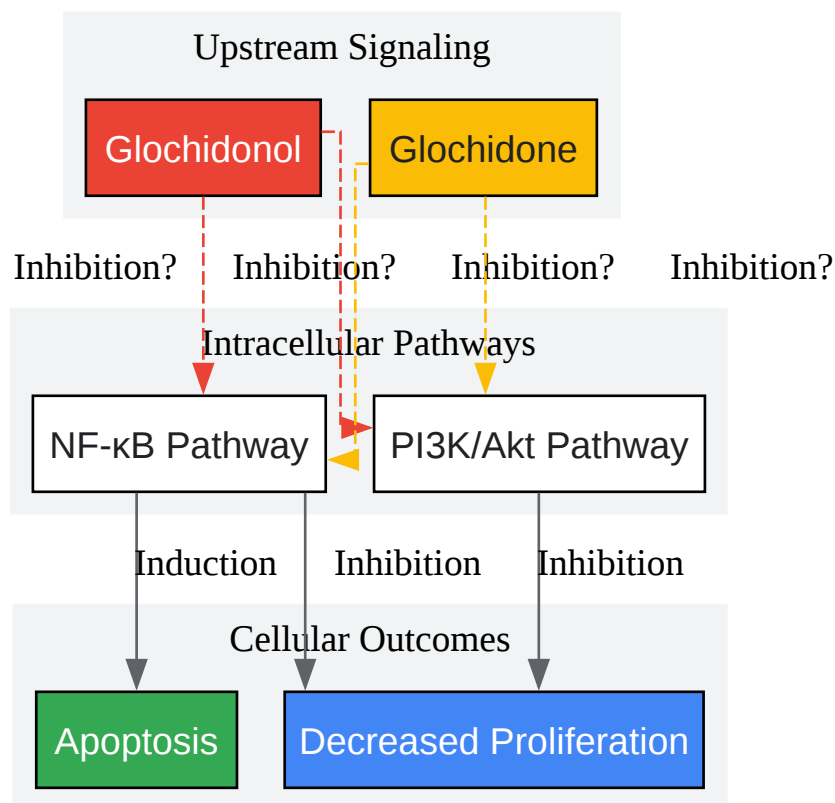 Upstream Signaling
Glochidonol
Glochidone
Inhibition?
Inhibition?
Inhibition?
Inhibition?
Intracellular Pathways
NF-κB Pathway
PI3K/Akt Pathway
Induction
Inhibition
Inhibition
Cellular Outcomes
Apoptosis
Decreased Proliferation